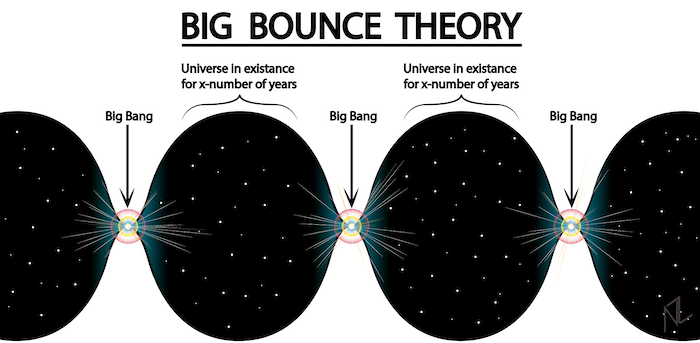 BIG BOUNCE THEORY
Universe in existance
for x-number of years
Universe in existance
for x-number of years
Big Bang
Big Bang
Big Bang